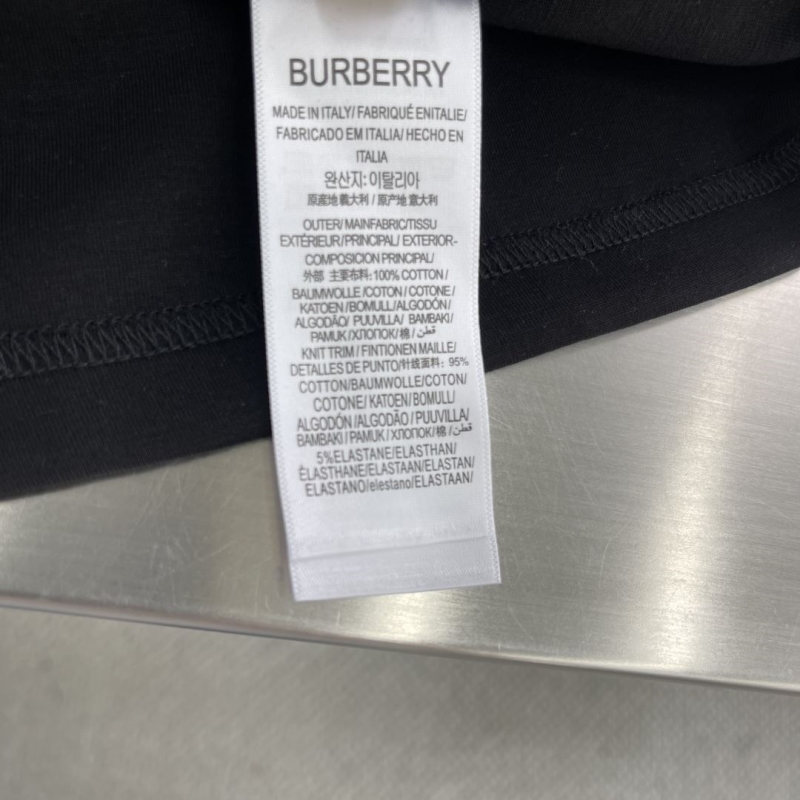 BURBERRY
MADE IN ITALY/ FABRIQUÉ ENITALIE/
FABRICADO EM ITALIA/ HECHO EN
ITALIA
완산지: 이탈리아
原産地義大利 / 原产地意大利
OUTER/ MAINFABRIC/TISSU
EXTÉRIEUR/PRINCIPAL/ EXTERIOR-
COMPOSICION PRINCIPAL/
外部 主要布料: 100% COTTON /
BAUMWOLLE /COTON / COTONE /
KATOEN /BOMULL/ALGODÓN/
ALGODÃO/ PUUVILLA/ BAMBAKI/
PAMUK / ХЛОПОК/ 棉 / قطن/
KNIT TRIM / FINTIONEN MAILLE/
DETALLES DE PUNTO/针线面料: 95%
COTTON/BAUMWOLLE/COTON/
COTONE/ KATOEN/ BOMULL/
ALGODÓN /ALGODÃO / PUUVILLA/
BAMBAKI / PAMUK / ХЛОПОК/ 棉 / قطن/
5%ELASTANE/ELASTHAN/
ÈLASTHANE/ELASTAAN/ELASTAN/
ELASTANO/elestano/ELASTAAN/